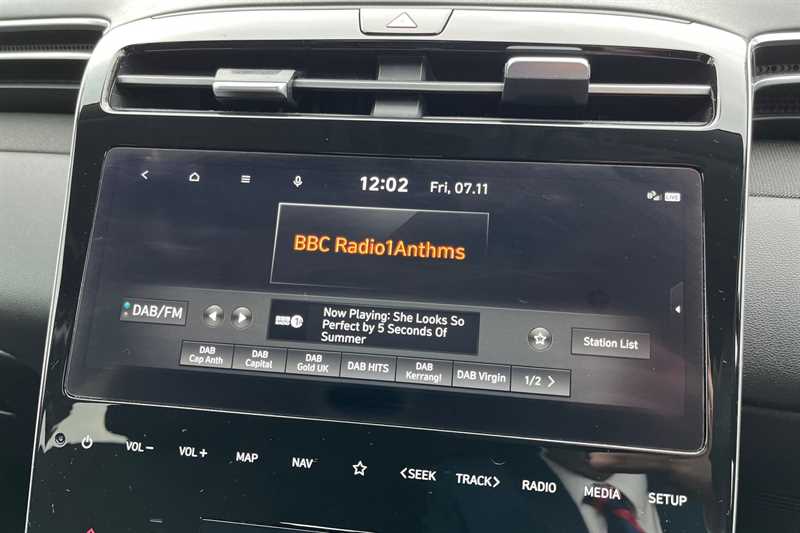 12:02 Fri, 07.11
LIVE
BBC Radio1Anthms
DAB/FM
Now Playing: She Looks So
Perfect by 5 Seconds Of
Summer
Station List
DAB
Cap Anth
DAB
Capital
DAB
Gold UK
DAB HITS
DAB
Kerrang!
DAB Virgin
1/2 >
VOL−
VOL+
MAP
NAV
<SEEK
TRACK>
RADIO
MEDIA
SETUP